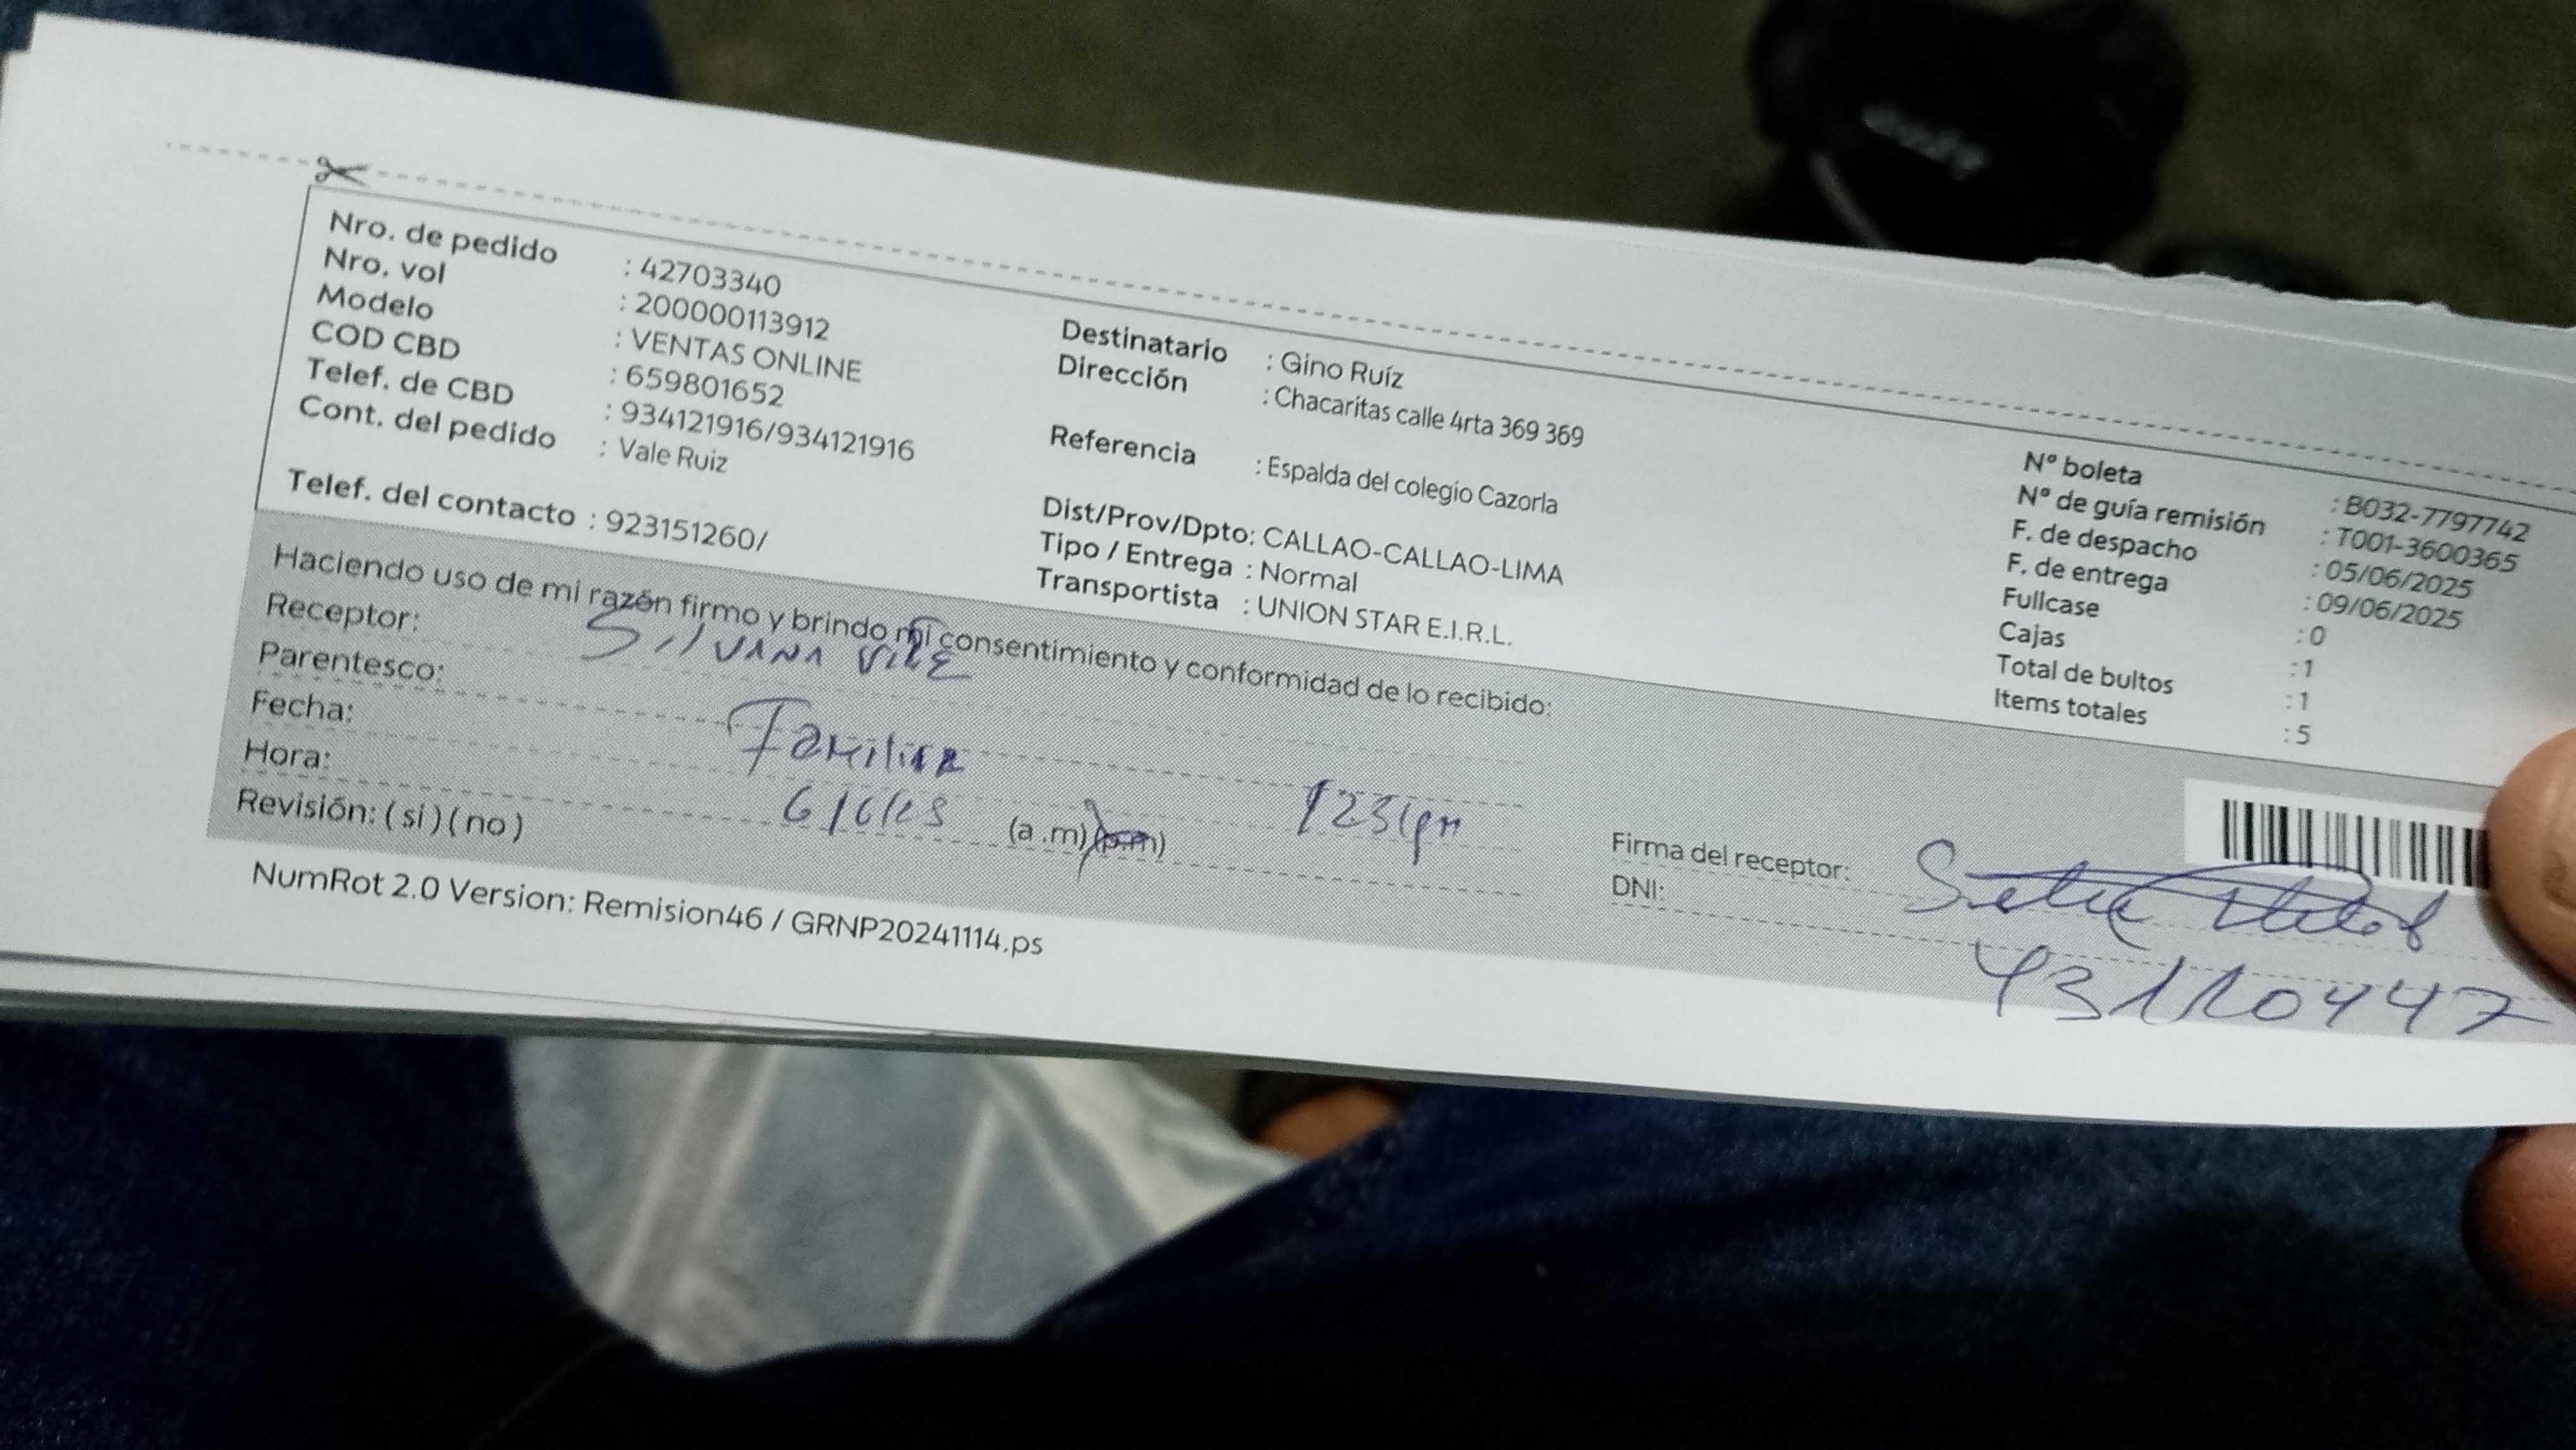 Nro. de pedido : 42703340
Nro. vol : 200000113912
Modelo : VENTAS ONLINE
COD CBD : 659801652
Telef. de CBD : 934121916/934121916
Cont. del pedido : Vale Ruiz
Telef. del contacto : 923151260/
Destinatario : Gino Ruíz
Dirección : Chacaritas calle 4rta 369 369
Referencia : Espalda del colegio Cazorla
Dist/Prov/Dpto: CALLAO-CALLAO-LIMA
Tipo / Entrega : Normal
Transportista : UNION STAR E.I.R.L.
N° boleta : B032-7797742
N° de guía remisión : T001-3600365
F. de despacho : 05/06/2025
F. de entrega : 09/06/2025
Fullcase : 0
Cajas : 1
Total de bultos : 1
Items totales : 5
Haciendo uso de mi razón firmo y brindo mi consentimiento y conformidad de lo recibido:
Receptor: Silvana
Parentesco: Familiar
Fecha: 6/6/25
Hora: (a .m) (p.m)
Revisión: ( si ) ( no )
Firma del receptor:
DNI: 43110447
NumRot 2.0 Version: Remision46 / GRNP20241114.ps